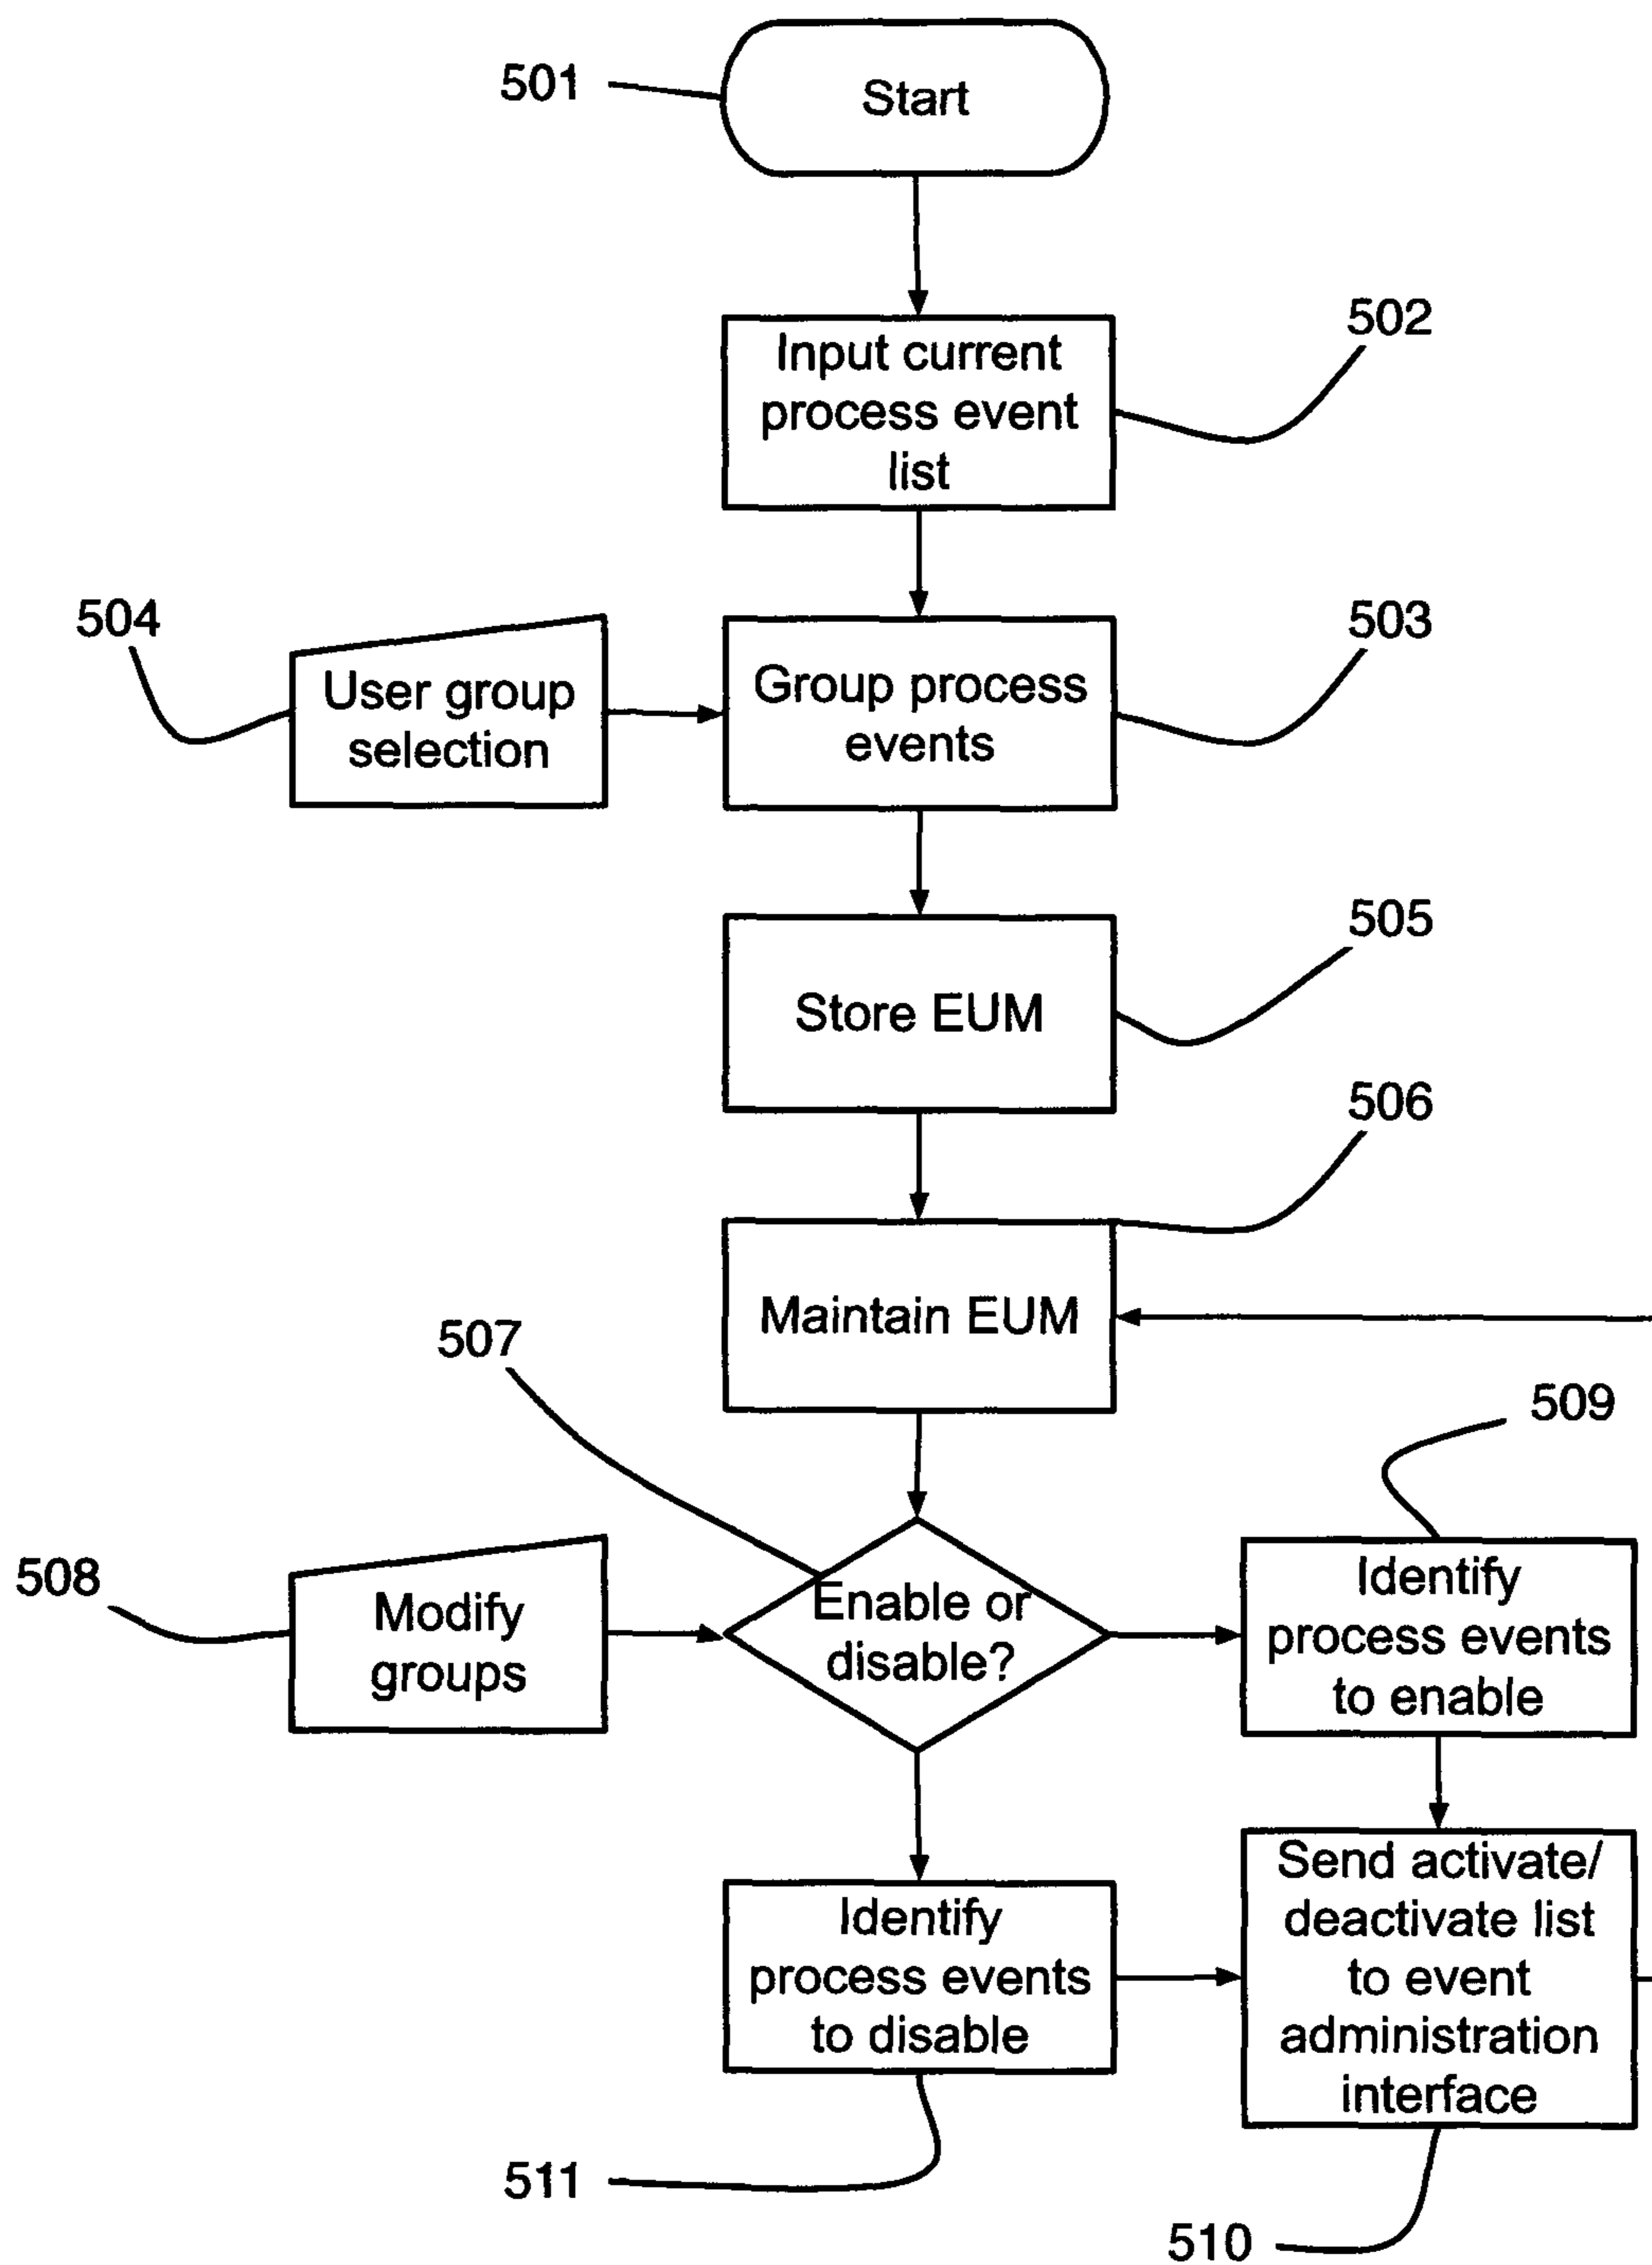 501
Start
502
Input current
process event
list
504
User group
selection
503
Group process
events
505
Store EUM
506
Maintain EUM
507
509
508
Modify
groups
Enable or
disable?
Identify
process events
to enable
Identify
process events
to disable
Send activate/
deactivate list
to event
administration
interface
511
510